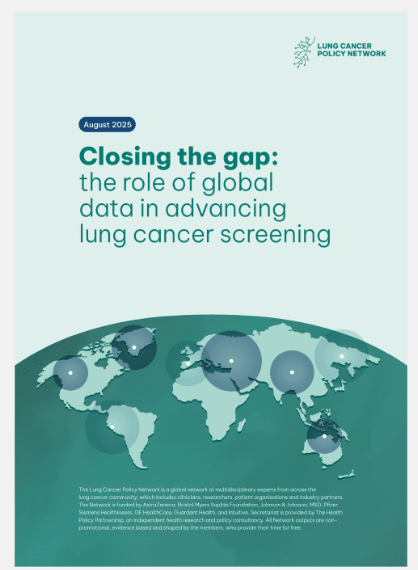 LUNG CANCER
POLICY NETWORK
August 2025
Closing the gap:
the role of global
data in advancing
lung cancer screening
The Lung Cancer Policy Network is a global network of multidisciplinary experts from across the
lung cancer community, which includes clinicians, researchers, patient organisations and industry partners.
The Network is funded by AstraZeneca, Bristol Myers Squibb Foundation, Johnson & Johnson, MSD, Pfizer,
Siemens Healthineers, GE HealthCare, Guardant Health, and Intuitive. Secretariat is provided by The Health
Policy Partnership, an independent health research and policy consultancy. All Network outputs are non-
promotional, evidence based and shaped by the members, who provide their time for free.